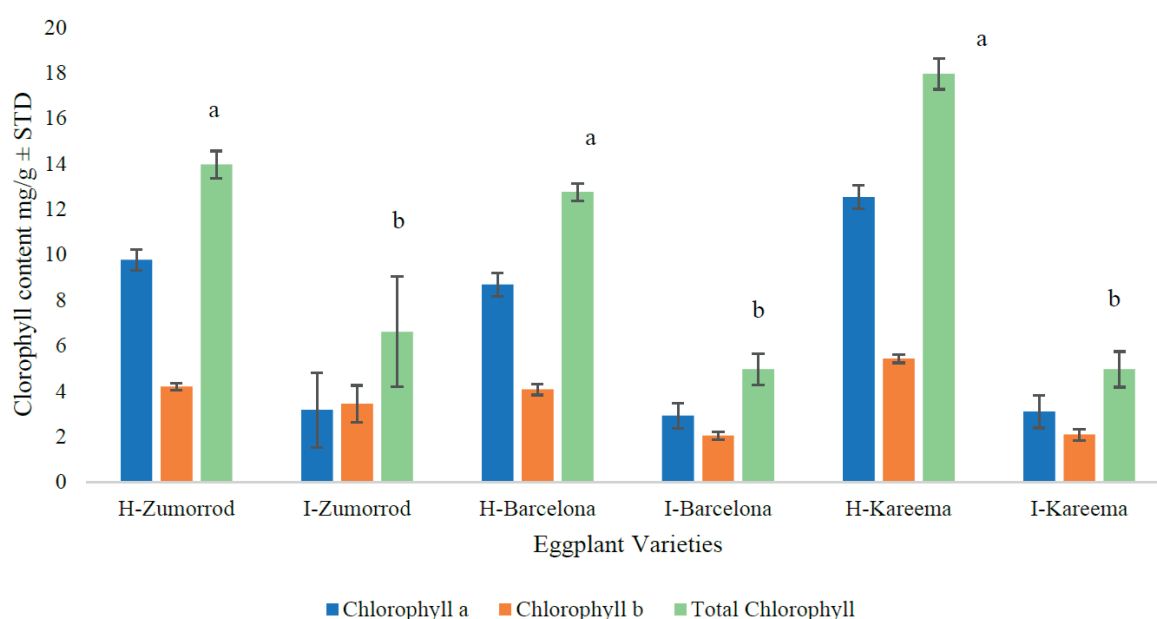 20
18
16
14
12
10
8
6
4
2
0
Clorophyll content mg/g ± STD
a
b
a
b
a
b
H-Zumorrod I-Zumorrod H-Barcelona I-Barcelona H-Kareema I-Kareema
Eggplant Varieties
Chlorophyll a Chlorophyll b Total Chlorophyll